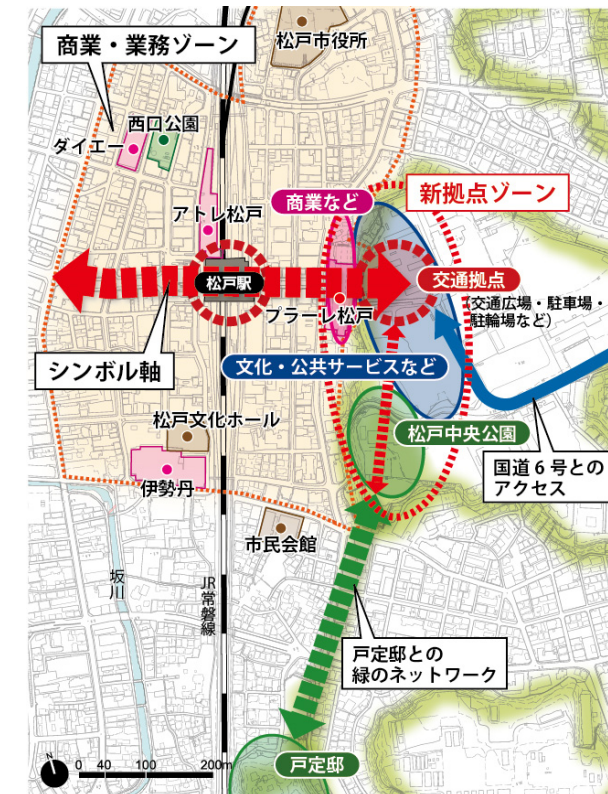 商業・業務ゾーン
松戸市役所
西口公園
ダイエー
アトレ松戸
商業など
新拠点ゾーン
松戸駅
交通拠点
(交通広場・駐車場・
駐輪場など)
プラーレ松戸
シンボル軸
文化・公共サービスなど
松戸文化ホール
松戸中央公園
国道6号との
アクセス
伊勢丹
市民会館
坂川
JR常磐線
戸定邸との
緑のネットワーク
戸定邸
N
0 40 100 200m